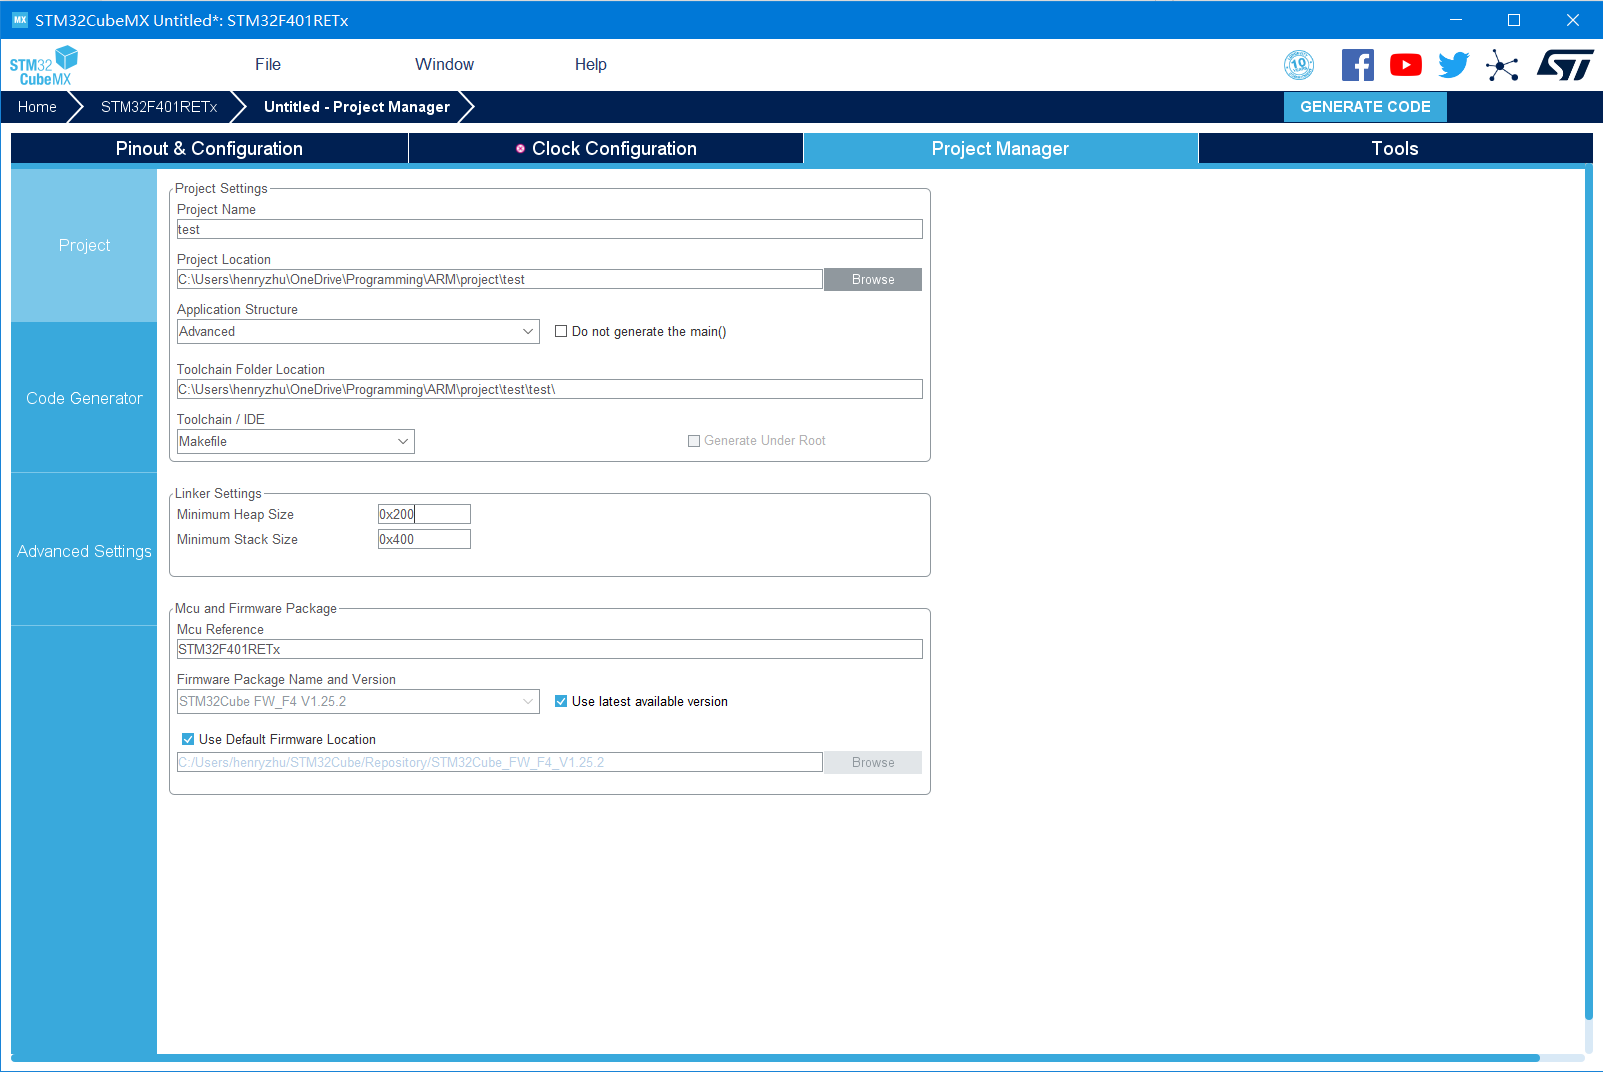 MX STM32CubeMX Untitled*: STM32F401RETx
STM32
CubeMX
File Window Help
10
Home STM32F401RETx Untitled - Project Manager GENERATE CODE
Pinout & Configuration Clock Configuration Project Manager Tools
Project
Code Generator
Advanced Settings
Project Settings
Project Name
test
Project Location
C:\Users\henryzhu\OneDrive\Programming\ARM\project\test Browse
Application Structure
Advanced Do not generate the main()
Toolchain Folder Location
C:\Users\henryzhu\OneDrive\Programming\ARM\project\test\test\
Toolchain / IDE
Makefile Generate Under Root
Linker Settings
Minimum Heap Size 0x200
Minimum Stack Size 0x400
Mcu and Firmware Package
Mcu Reference
STM32F401RETx
Firmware Package Name and Version
STM32Cube FW_F4 V1.25.2 Use latest available version
Use Default Firmware Location
C:/Users/henryzhu/STM32Cube/Repository/STM32Cube_FW_F4_V1.25.2 Browse